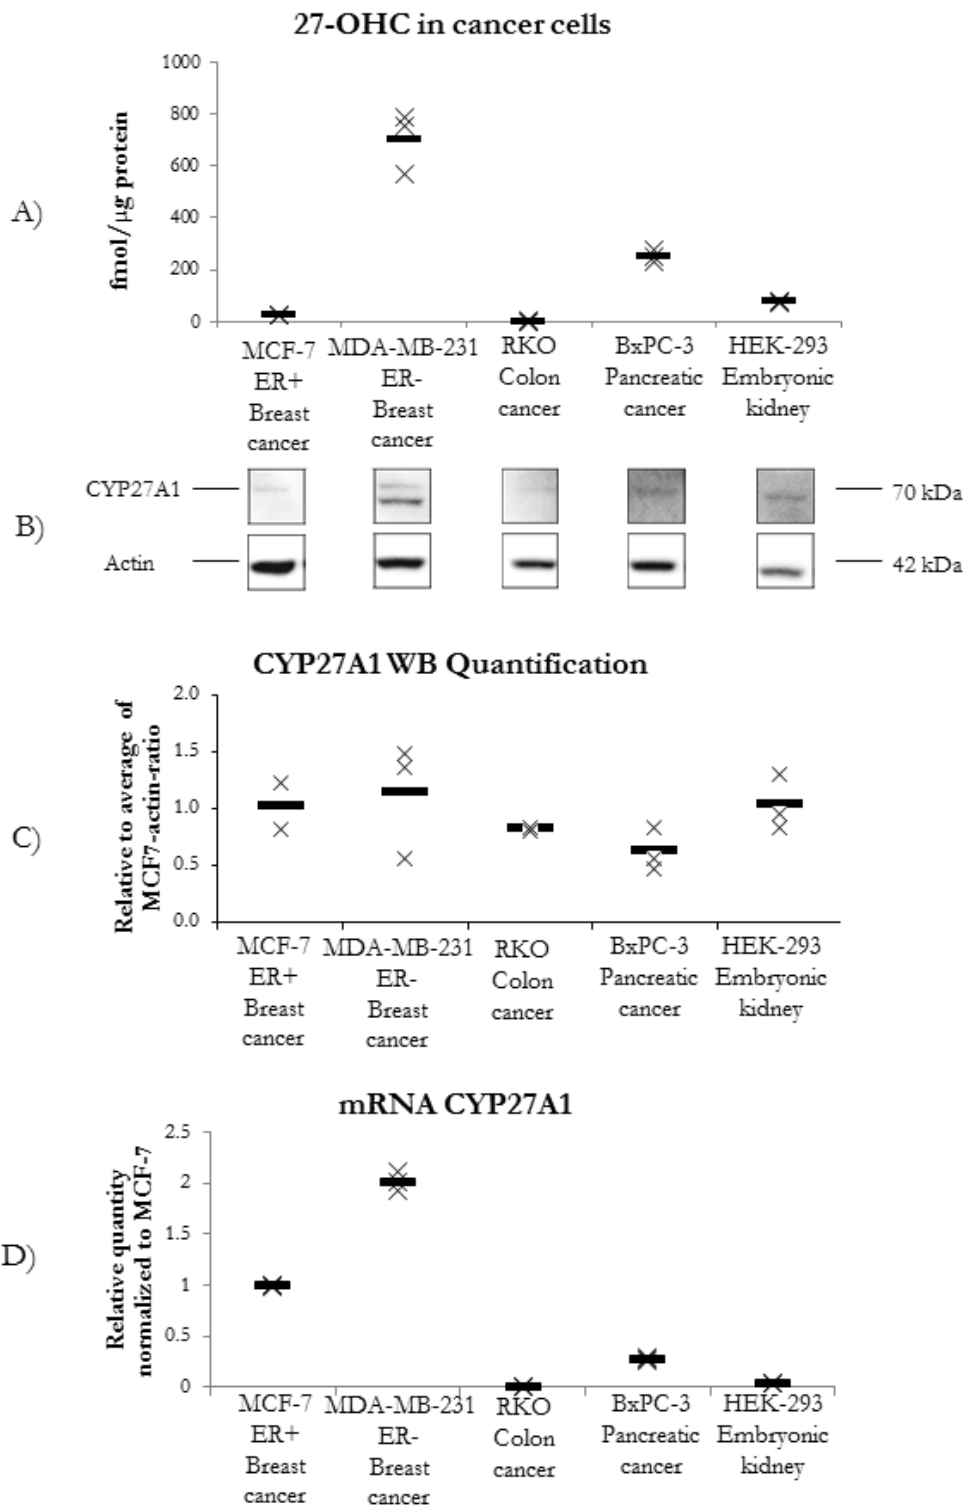 27-OHC in cancer cells
A)
fmol/µg protein
1000
800
600
400
200
0
MCF-7
ER+
Breast
cancer
MDA-MB-231
ER-
Breast
cancer
RKO
Colon
cancer
BxPC-3
Pancreatic
cancer
HEK-293
Embryonic
kidney
B)
CYP27A1
70 kDa
Actin
42 kDa
CYP27A1 WB Quantification
C)
Relative to average of
MCF7-actin-ratio
2.0
1.5
1.0
0.5
0.0
MCF-7
ER+
Breast
cancer
MDA-MB-231
ER-
Breast
cancer
RKO
Colon
cancer
BxPC-3
Pancreatic
cancer
HEK-293
Embryonic
kidney
mRNA CYP27A1
D)
Relative quantity
normalized to MCF-7
2.5
2
1.5
1
0.5
0
MCF-7
ER+
Breast
cancer
MDA-MB-231
ER-
Breast
cancer
RKO
Colon
cancer
BxPC-3
Pancreatic
cancer
HEK-293
Embryonic
kidney